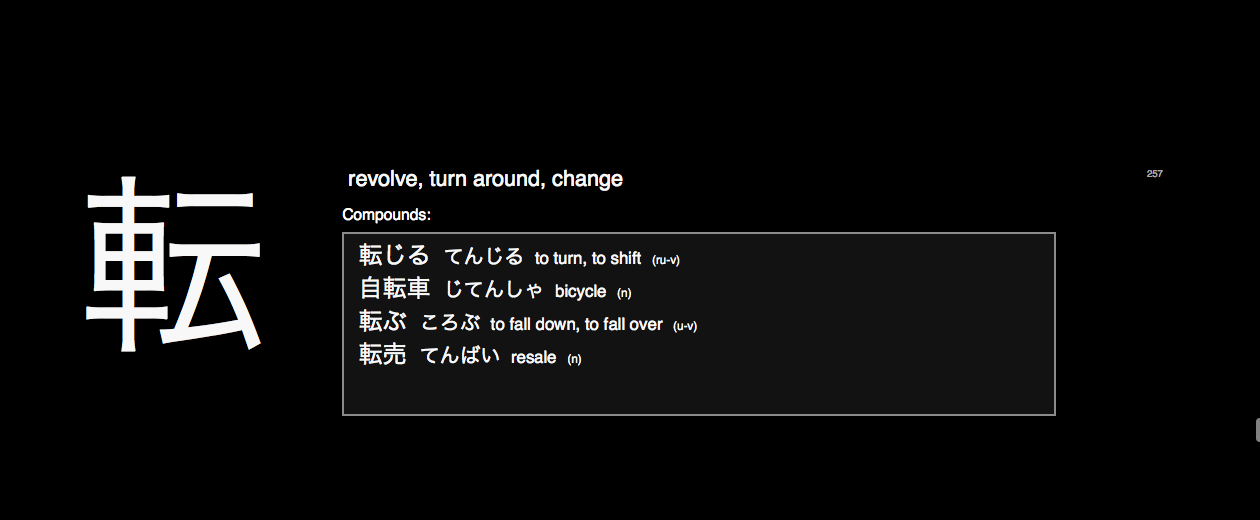 転
revolve, turn around, change
257
Compounds:
転じる てんじる to turn, to shift (ru-v)
自転車 じてんしゃ bicycle (n)
転ぶ ころぶ to fall down, to fall over (u-v)
転売 てんばい resale (n)